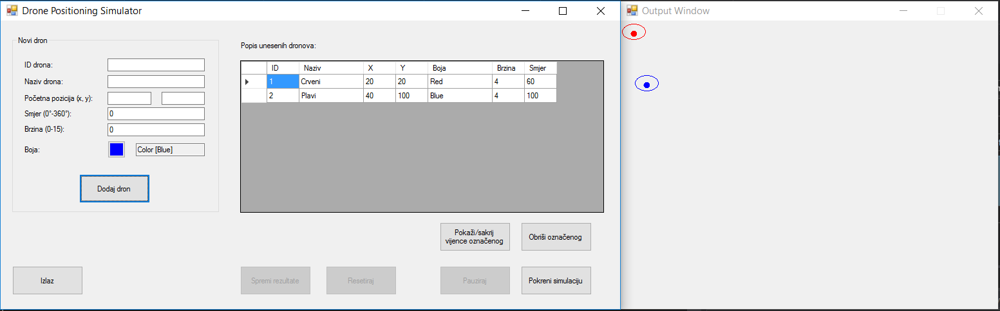 Drone Positioning Simulator
Novi dron
ID drona:
Naziv drona:
Početna pozicija (x, y):
Smjer (0°-360°):
0
Brzina (0-15):
0
Boja:
Color [Blue]
Dodaj dron
Popis unesenih dronova:
ID Naziv X Y Boja Brzina Smjer
1 Crveni 20 20 Red 4 60
2 Plavi 40 100 Blue 4 100
Pokaži/sakrij
vijence označenog
Obriši označenog
Izlaz
Spremi rezultate
Resetiraj
Pauziraj
Pokreni simulaciju
Output Window